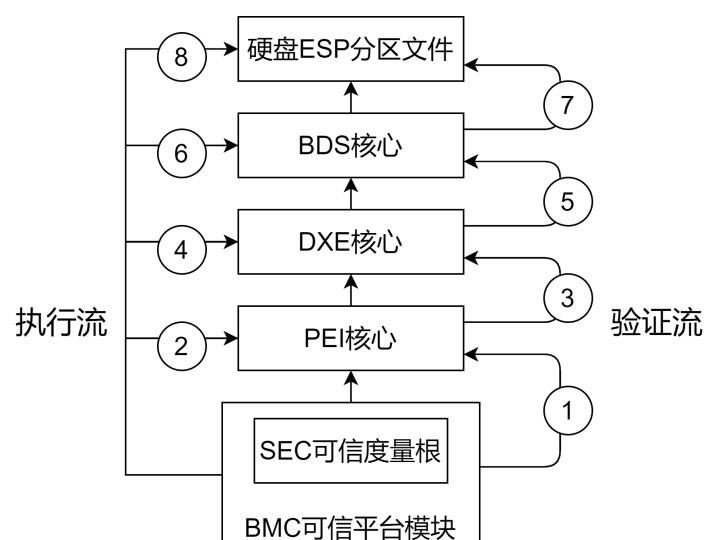 硬盘ESP分区文件
8
7
BDS核心
6
5
DXE核心
4
3
执行流
验证流
PEI核心
2
1
SEC可信度量根
BMC可信平台模块